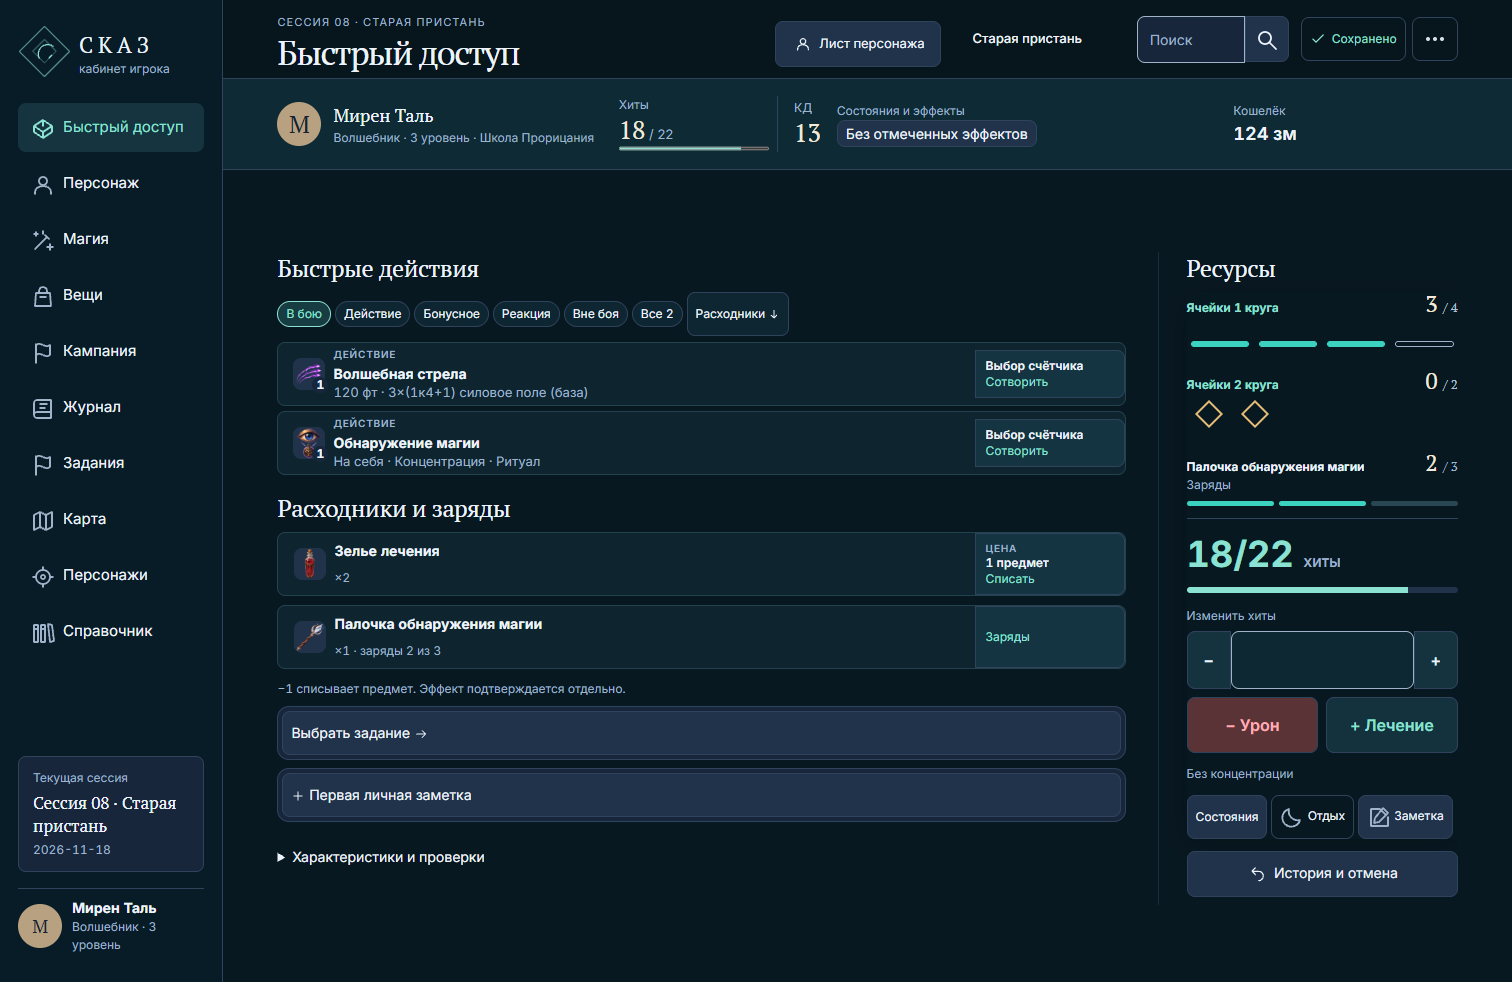 СКАЗ
кабинет игрока
Быстрый доступ
Персонаж
Магия
Вещи
Кампания
Журнал
Задания
Карта
Персонажи
Справочник
Текущая сессия
Сессия 08 · Старая
пристань
2026-11-18
М
Мирен Таль
Волшебник · 3
уровень
СЕССИЯ 08 · СТАРАЯ ПРИСТАНЬ
Быстрый доступ
Лист персонажа
Старая пристань
Поиск
Сохранено
М
Мирен Таль
Волшебник · 3 уровень · Школа Прорицания
Хиты
18 / 22
КД
13
Состояния и эффекты
Без отмеченных эффектов
Кошелёк
124 зм
Быстрые действия
В бою
Действие
Бонусное
Реакция
Вне боя
Все 2
Расходники ↓
1
ДЕЙСТВИЕ
Волшебная стрела
120 фт · 3×(1к4+1) силовое поле (база)
Выбор счётчика
Сотворить
1
ДЕЙСТВИЕ
Обнаружение магии
На себя · Концентрация · Ритуал
Выбор счётчика
Сотворить
Расходники и заряды
Зелье лечения
×2
ЦЕНА
1 предмет
Списать
Палочка обнаружения магии
×1 · заряды 2 из 3
Заряды
−1 списывает предмет. Эффект подтверждается отдельно.
Выбрать задание →
+ Первая личная заметка
▶ Характеристики и проверки
Ресурсы
Ячейки 1 круга
3 / 4
Ячейки 2 круга
0 / 2
Палочка обнаружения магии
2 / 3
Заряды
18/22 хиты
Изменить хиты
−
+
− Урон
+ Лечение
Без концентрации
Состояния
Отдых
Заметка
История и отмена